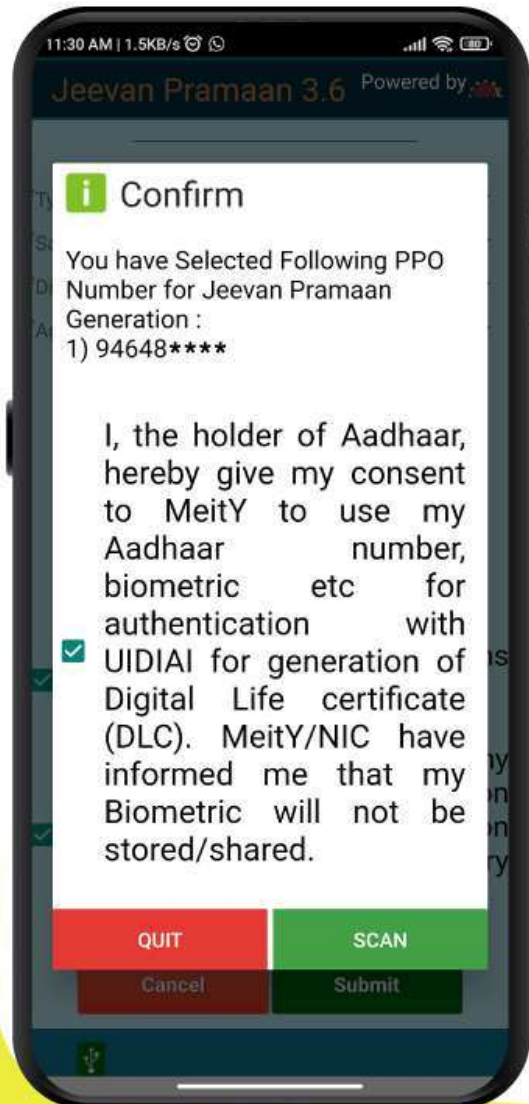 11:30 AM | 1.5KB/s
80
Jeevan Pramaan 3.6 Powered by
Confirm
You have Selected Following PPO
Number for Jeevan Pramaan
Generation :
1) 94648****
I, the holder of Aadhaar,
hereby give my consent
to MeitY to use my
Aadhaar number,
biometric etc for
authentication with
UIDIAI for generation of
Digital Life certificate
(DLC). MeitY/NIC have
informed me that my
Biometric will not be
stored/shared.
QUIT SCAN
Cancel Submit